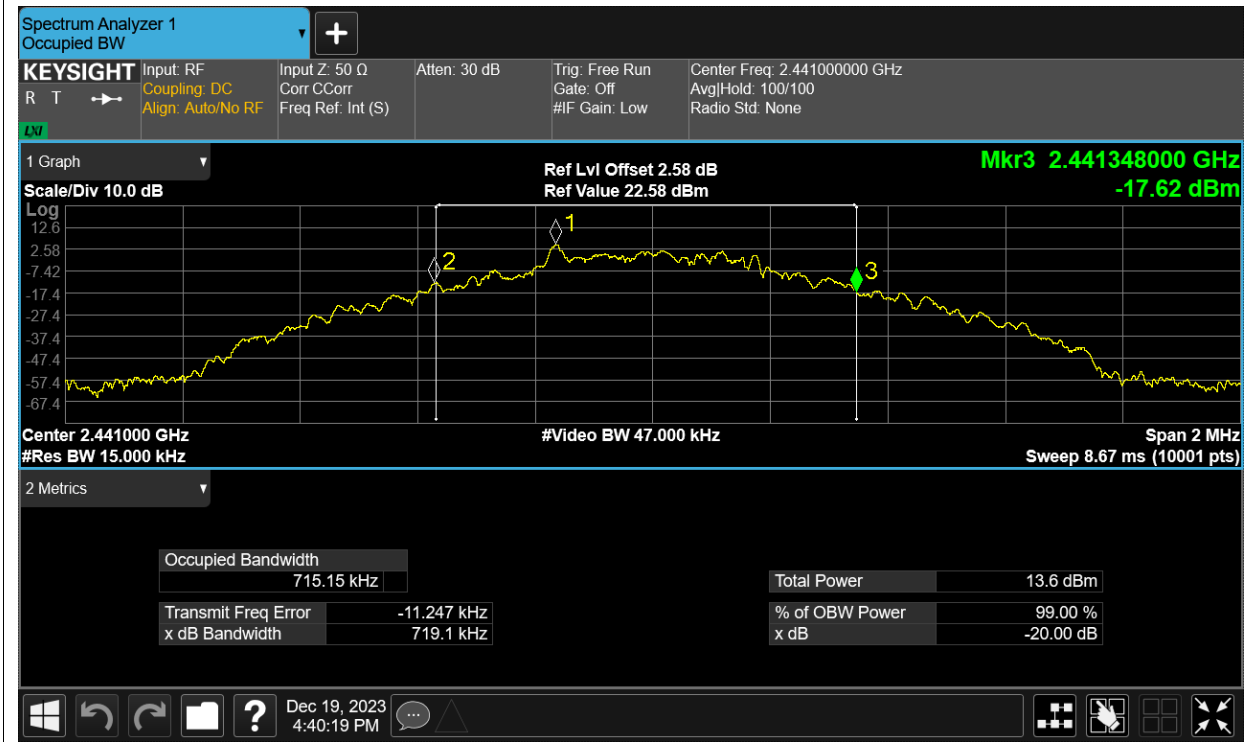 Spectrum Analyzer 1
Occupied BW
▼
+
KEYSIGHT
R T
LXI
Input: RF
Coupling: DC
Align: Auto/No RF
Input Z: 50 Ω
Corr CCorr
Freq Ref: Int (S)
Atten: 30 dB
Trig: Free Run
Gate: Off
#IF Gain: Low
Center Freq: 2.441000000 GHz
Avg|Hold: 100/100
Radio Std: None
1 Graph ▼
Scale/Div 10.0 dB
Ref Lvl Offset 2.58 dB
Ref Value 22.58 dBm
Mkr3 2.441348000 GHz
-17.62 dBm
Log
12.6
2.58
-7.42
-17.4
-27.4
-37.4
-47.4
-57.4
-67.4
1
2
3
Center 2.441000 GHz
#Video BW 47.000 kHz
Span 2 MHz
#Res BW 15.000 kHz
Sweep 8.67 ms (10001 pts)
2 Metrics ▼
Occupied Bandwidth
715.15 kHz
Transmit Freq Error -11.247 kHz
x dB Bandwidth 719.1 kHz
Total Power 13.6 dBm
% of OBW Power 99.00 %
x dB -20.00 dB
?
Dec 19, 2023
4:40:19 PM